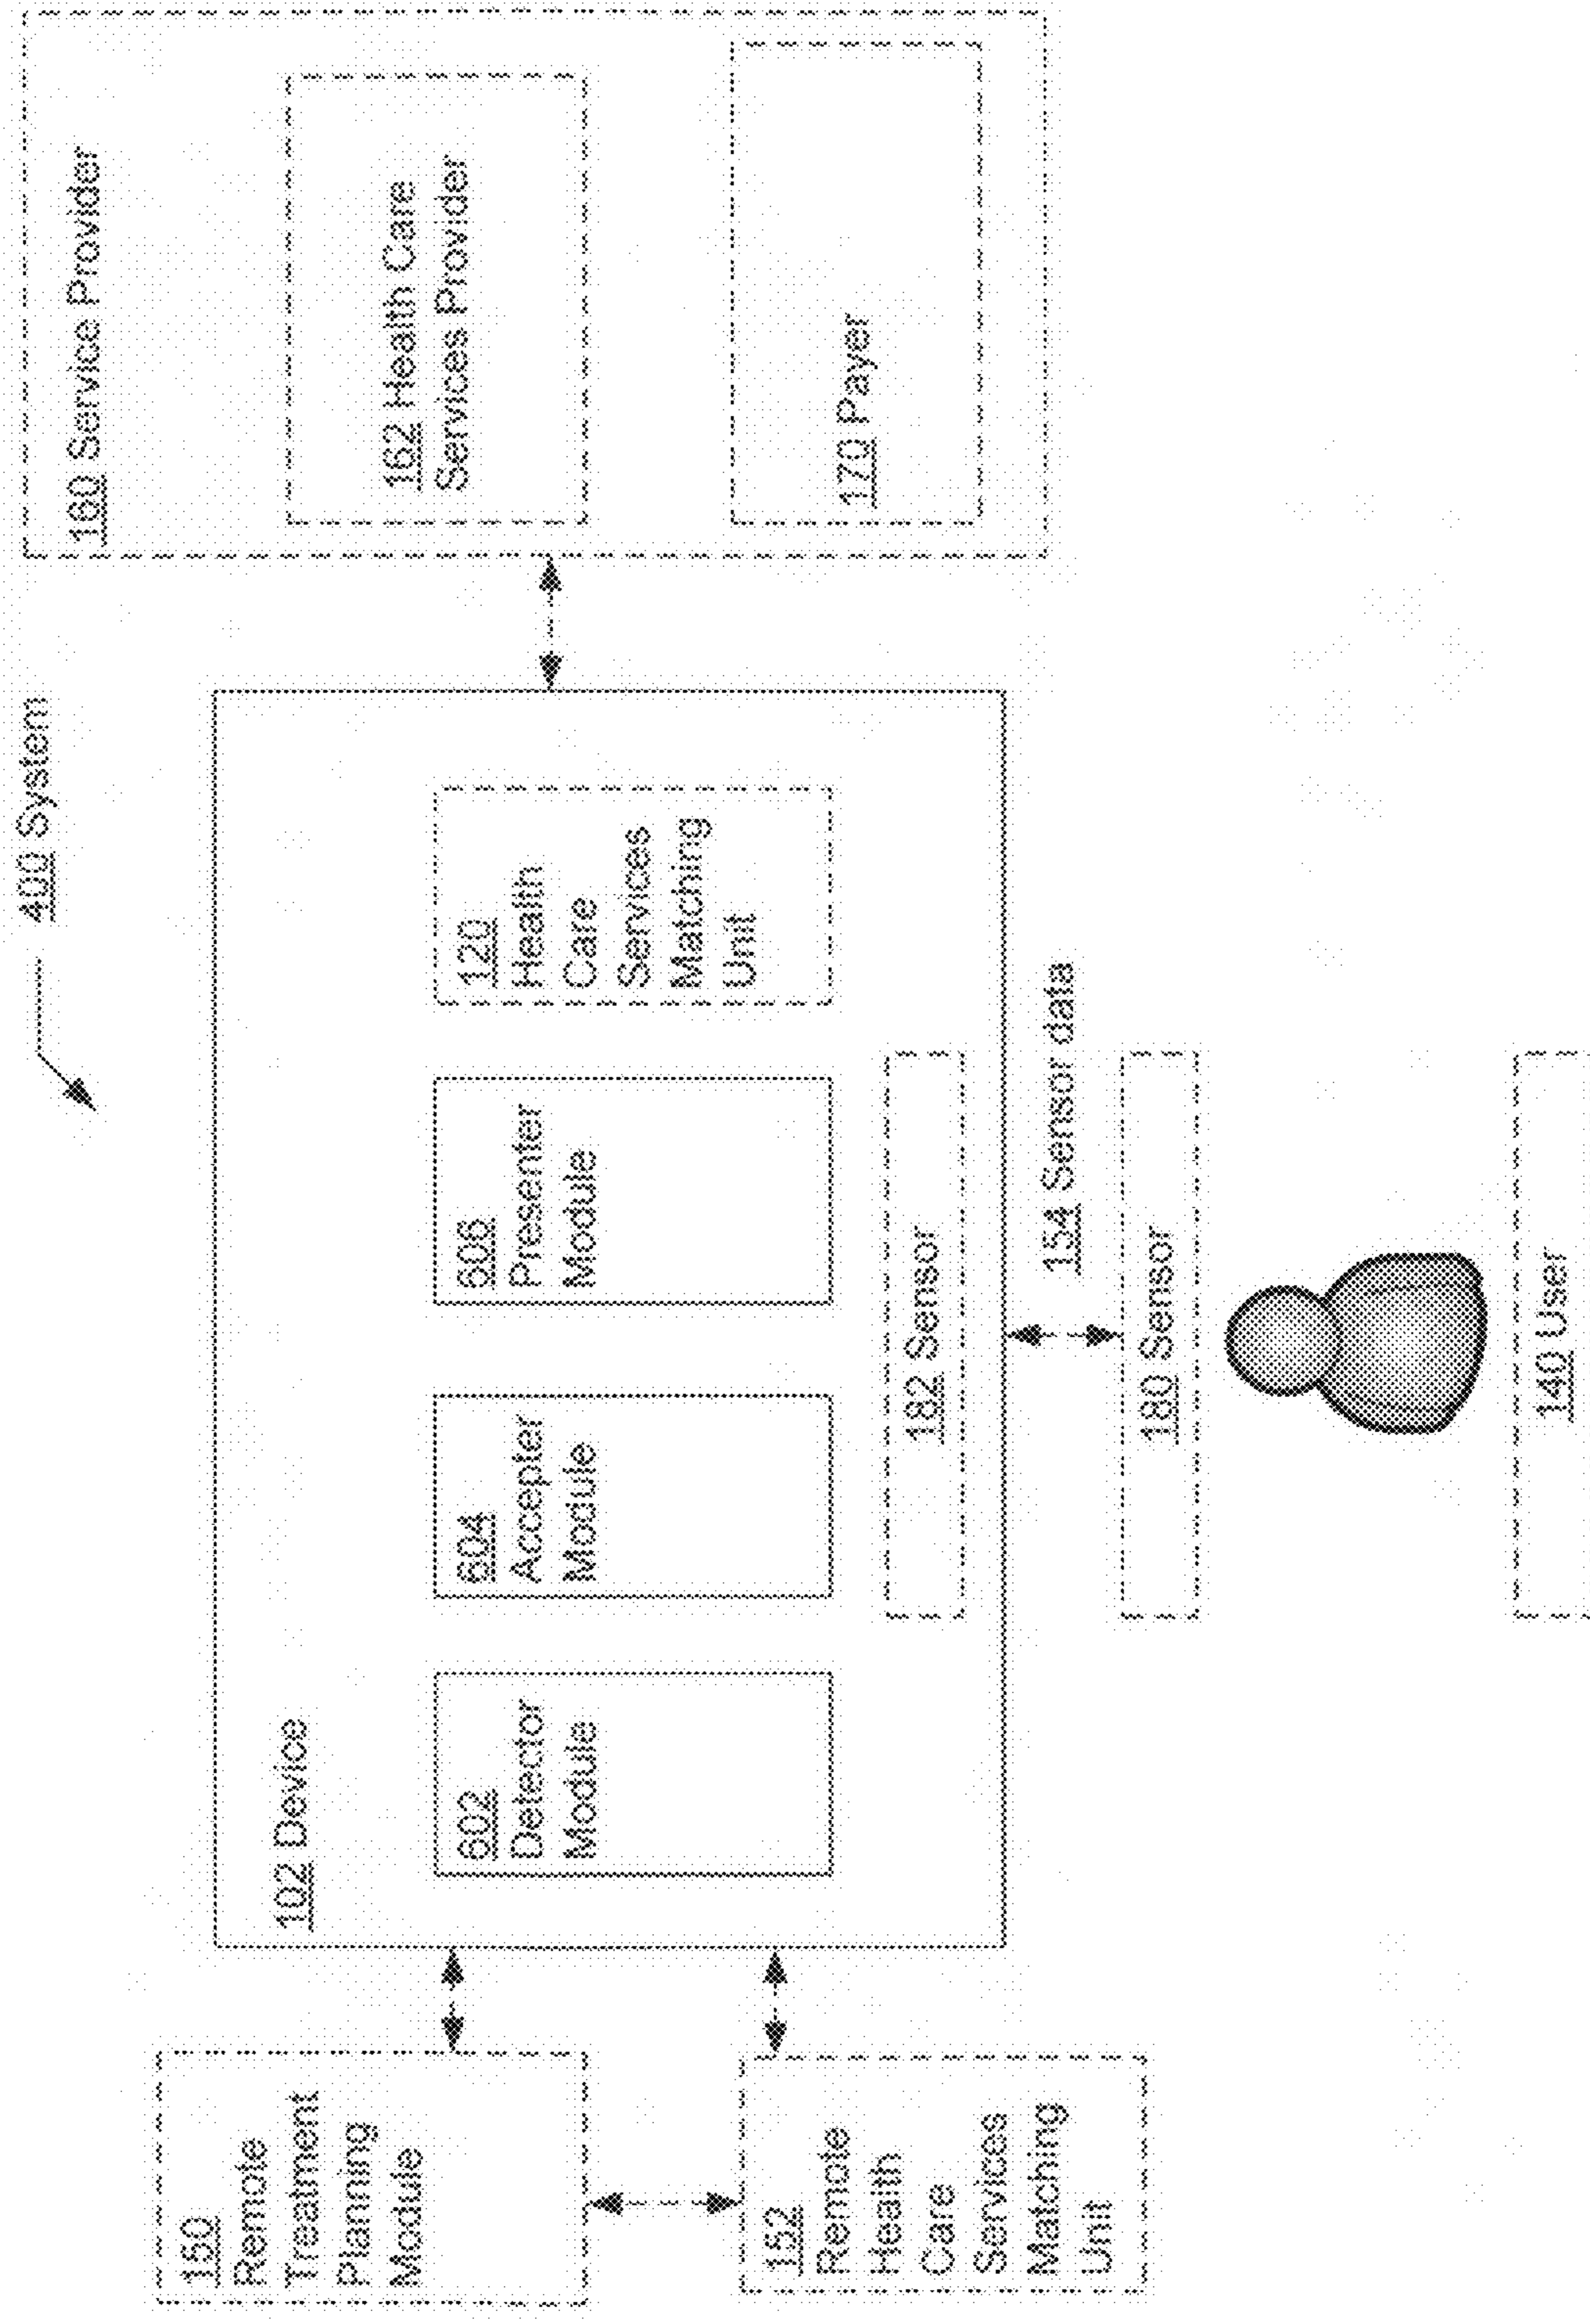 400 System
150
Remote
Treatment
Planning
Module
152
Remote
Health
Care
Services
Matching
Unit
102 Device
602
Detector
Module
604
Accepter
Module
506
Presenter
Module
120
Health
Care
Services
Matching
Unit
182 Sensor
154 Sensor data
180 Sensor
140 User
160 Service Provider
162 Health Care
Services Provider
170 Payer